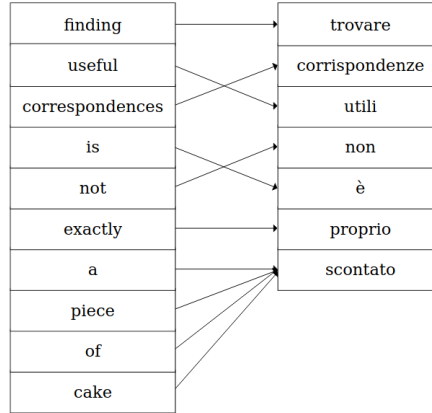 finding
useful
correspondences
is
not
exactly
a
piece
of
cake
trovare
corrispondenze
utili
non
è
proprio
scontato